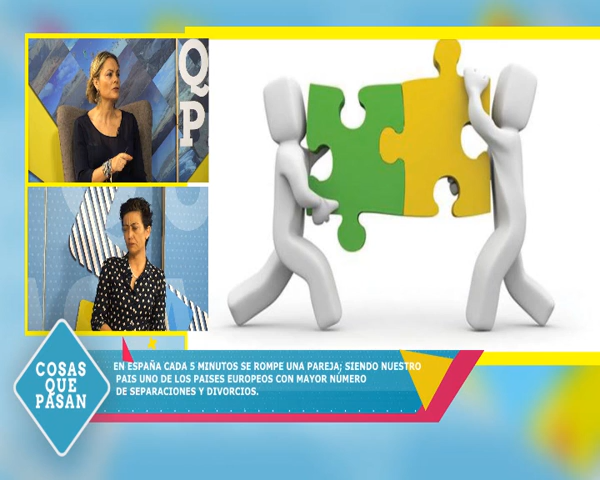 Q
P
COSAS
QUE
PASAN
EN ESPAÑA CADA 5 MINUTOS SE ROMPE UNA PAREJA; SIENDO NUESTRO
PAIS UNO DE LOS PAISES EUROPEOS CON MAYOR NÚMERO
DE SEPARACIONES Y DIVORCIOS.